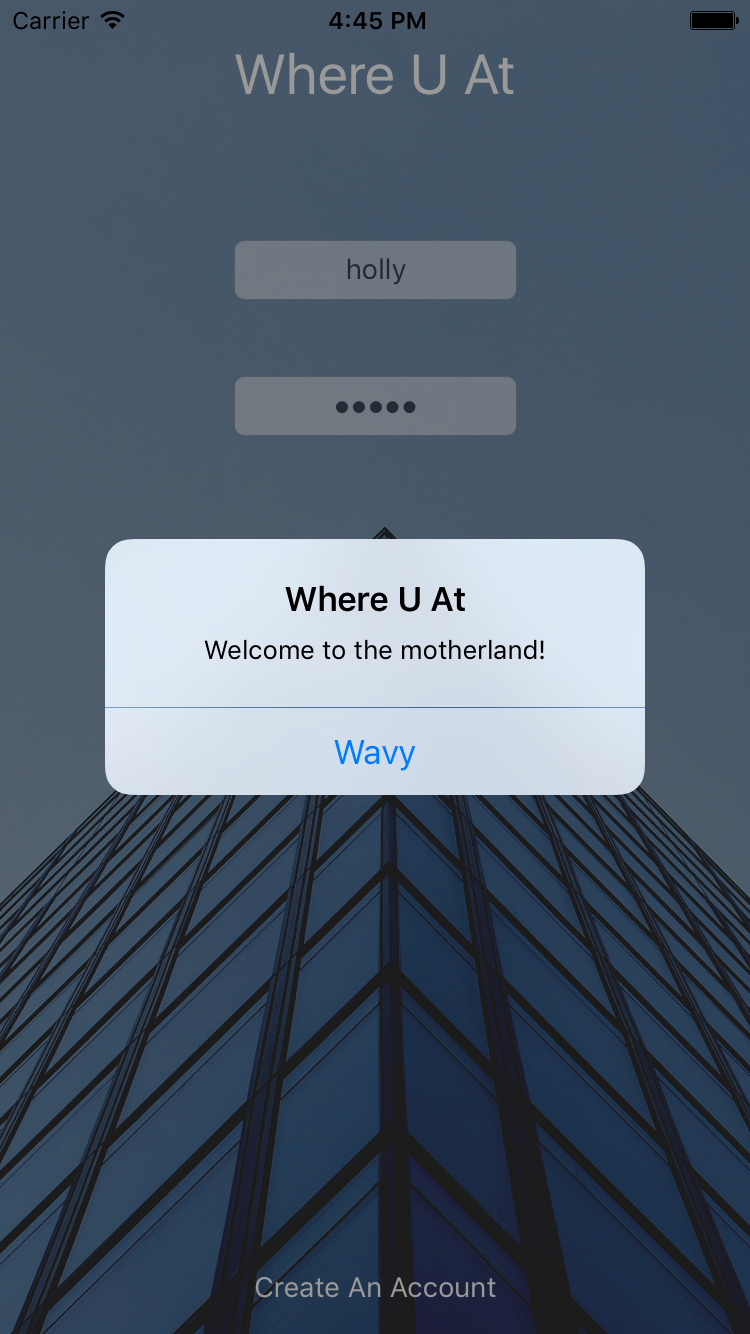 Carrier 4:45 PM
Where U At
holly
•••••
Where U At
Welcome to the motherland!
Wavy
Create An Account